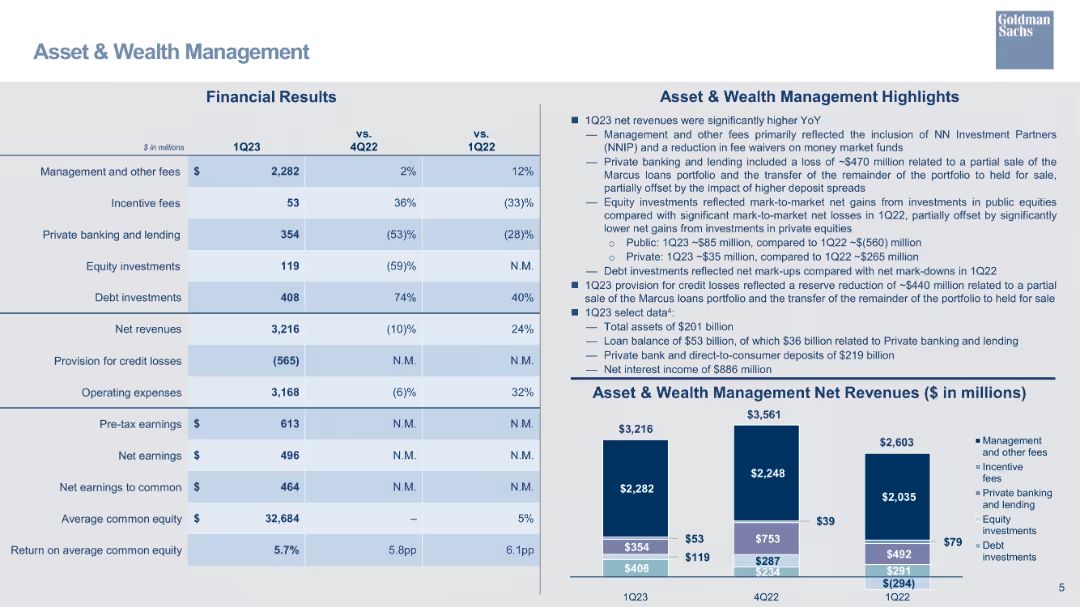 Goldman
Sachs
Asset & Wealth Management
Financial Results
$ in millions 1Q23 vs. 4Q22 vs. 1Q22
Management and other fees $ 2,282 2% 12%
Incentive fees 53 36% (33)%
Private banking and lending 354 (53)% (28)%
Equity investments 119 (59)% N.M.
Debt investments 408 74% 40%
Net revenues 3,216 (10)% 24%
Provision for credit losses (565) N.M. N.M.
Operating expenses 3,168 (6)% 32%
Pre-tax earnings $ 613 N.M. N.M.
Net earnings $ 496 N.M. N.M.
Net earnings to common $ 464 N.M. N.M.
Average common equity $ 32,684 – 5%
Return on average common equity 5.7% 5.8pp 6.1pp
Asset & Wealth Management Highlights
■ 1Q23 net revenues were significantly higher YoY
— Management and other fees primarily reflected the inclusion of NN Investment Partners
(NNIP) and a reduction in fee waivers on money market funds
— Private banking and lending included a loss of ~$470 million related to a partial sale of the
Marcus loans portfolio and the transfer of the remainder of the portfolio to held for sale,
partially offset by the impact of higher deposit spreads
— Equity investments reflected mark-to-market net gains from investments in public equities
compared with significant mark-to-market net losses in 1Q22, partially offset by significantly
lower net gains from investments in private equities
o Public: 1Q23 ~$85 million, compared to 1Q22 ~$(560) million
o Private: 1Q23 ~$35 million, compared to 1Q22 ~$265 million
— Debt investments reflected net mark-ups compared with net mark-downs in 1Q22
■ 1Q23 provision for credit losses reflected a reserve reduction of ~$440 million related to a partial
sale of the Marcus loans portfolio and the transfer of the remainder of the portfolio to held for sale
■ 1Q23 select data⁴:
— Total assets of $201 billion
— Loan balance of $53 billion, of which $36 billion related to Private banking and lending
— Private bank and direct-to-consumer deposits of $219 billion
— Net interest income of $886 million
Asset & Wealth Management Net Revenues ($ in millions)
$3,216
$2,282
$53
$354
$119
$408
1Q23
$3,561
$2,248
$39
$753
$287
$234
4Q22
$2,603
$2,035
$79
$492
$291
$(294)
1Q22
Management
and other fees
Incentive
fees
Private banking
and lending
Equity
investments
Debt
investments
5